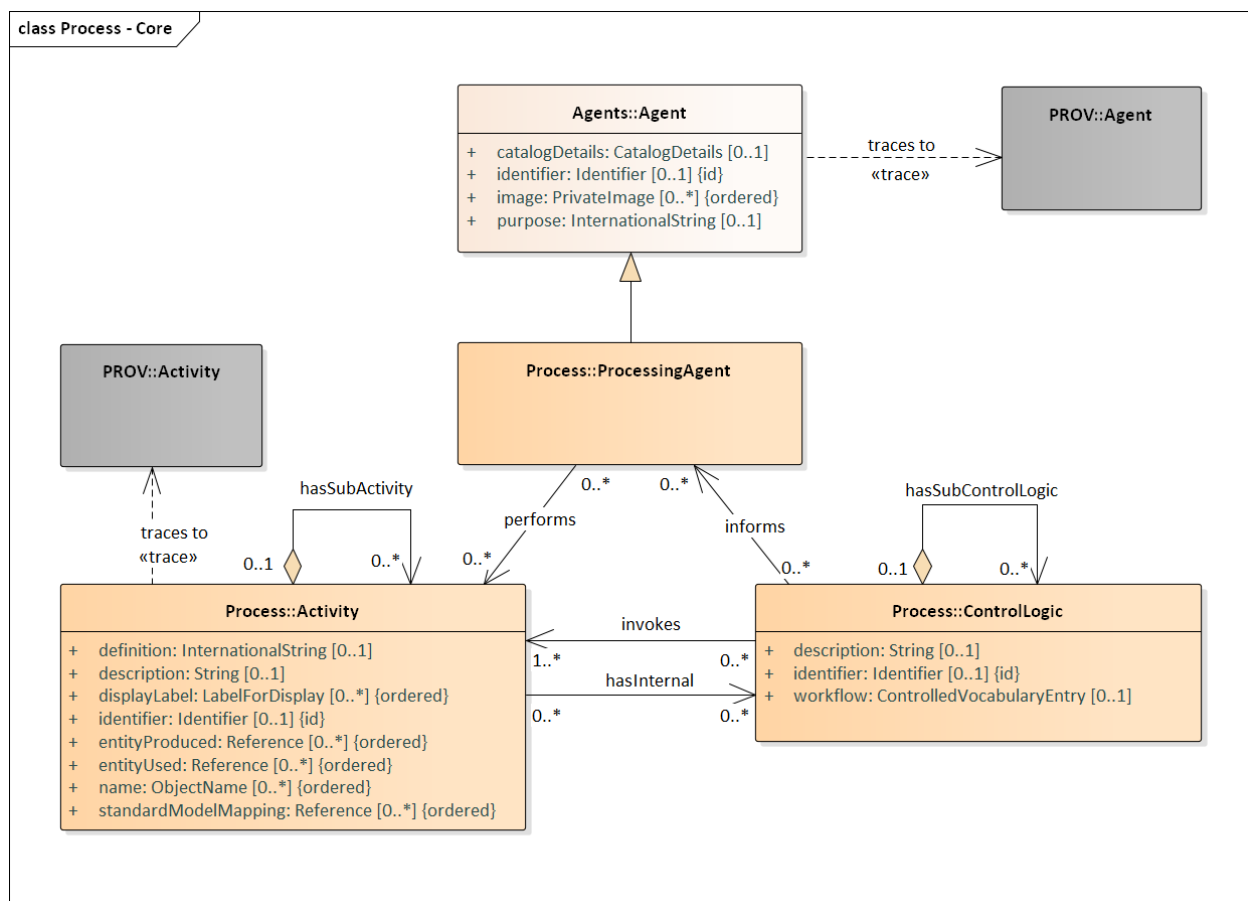 class Process - Core
Agents::Agent
+ catalogDetails: CatalogDetails [0..1]
+ identifier: Identifier [0..1] {id}
+ image: PrivateImage [0..*] {ordered}
+ purpose: InternationalString [0..1]
traces to
«trace»
PROV::Agent
PROV::Activity
Process::ProcessingAgent
hasSubActivity
0..*
0..*
hasSubControlLogic
traces to
«trace»
performs
informs
0..1
0..*
0..*
0..*
0..1
0..*
Process::Activity
+ definition: InternationalString [0..1]
+ description: String [0..1]
+ displayLabel: LabelForDisplay [0..*] {ordered}
+ identifier: Identifier [0..1] {id}
+ entityProduced: Reference [0..*] {ordered}
+ entityUsed: Reference [0..*] {ordered}
+ name: ObjectName [0..*] {ordered}
+ standardModelMapping: Reference [0..*] {ordered}
invokes
1..*
0..*
hasInternal
0..*
0..*
Process::ControlLogic
+ description: String [0..1]
+ identifier: Identifier [0..1] {id}
+ workflow: ControlledVocabularyEntry [0..1]